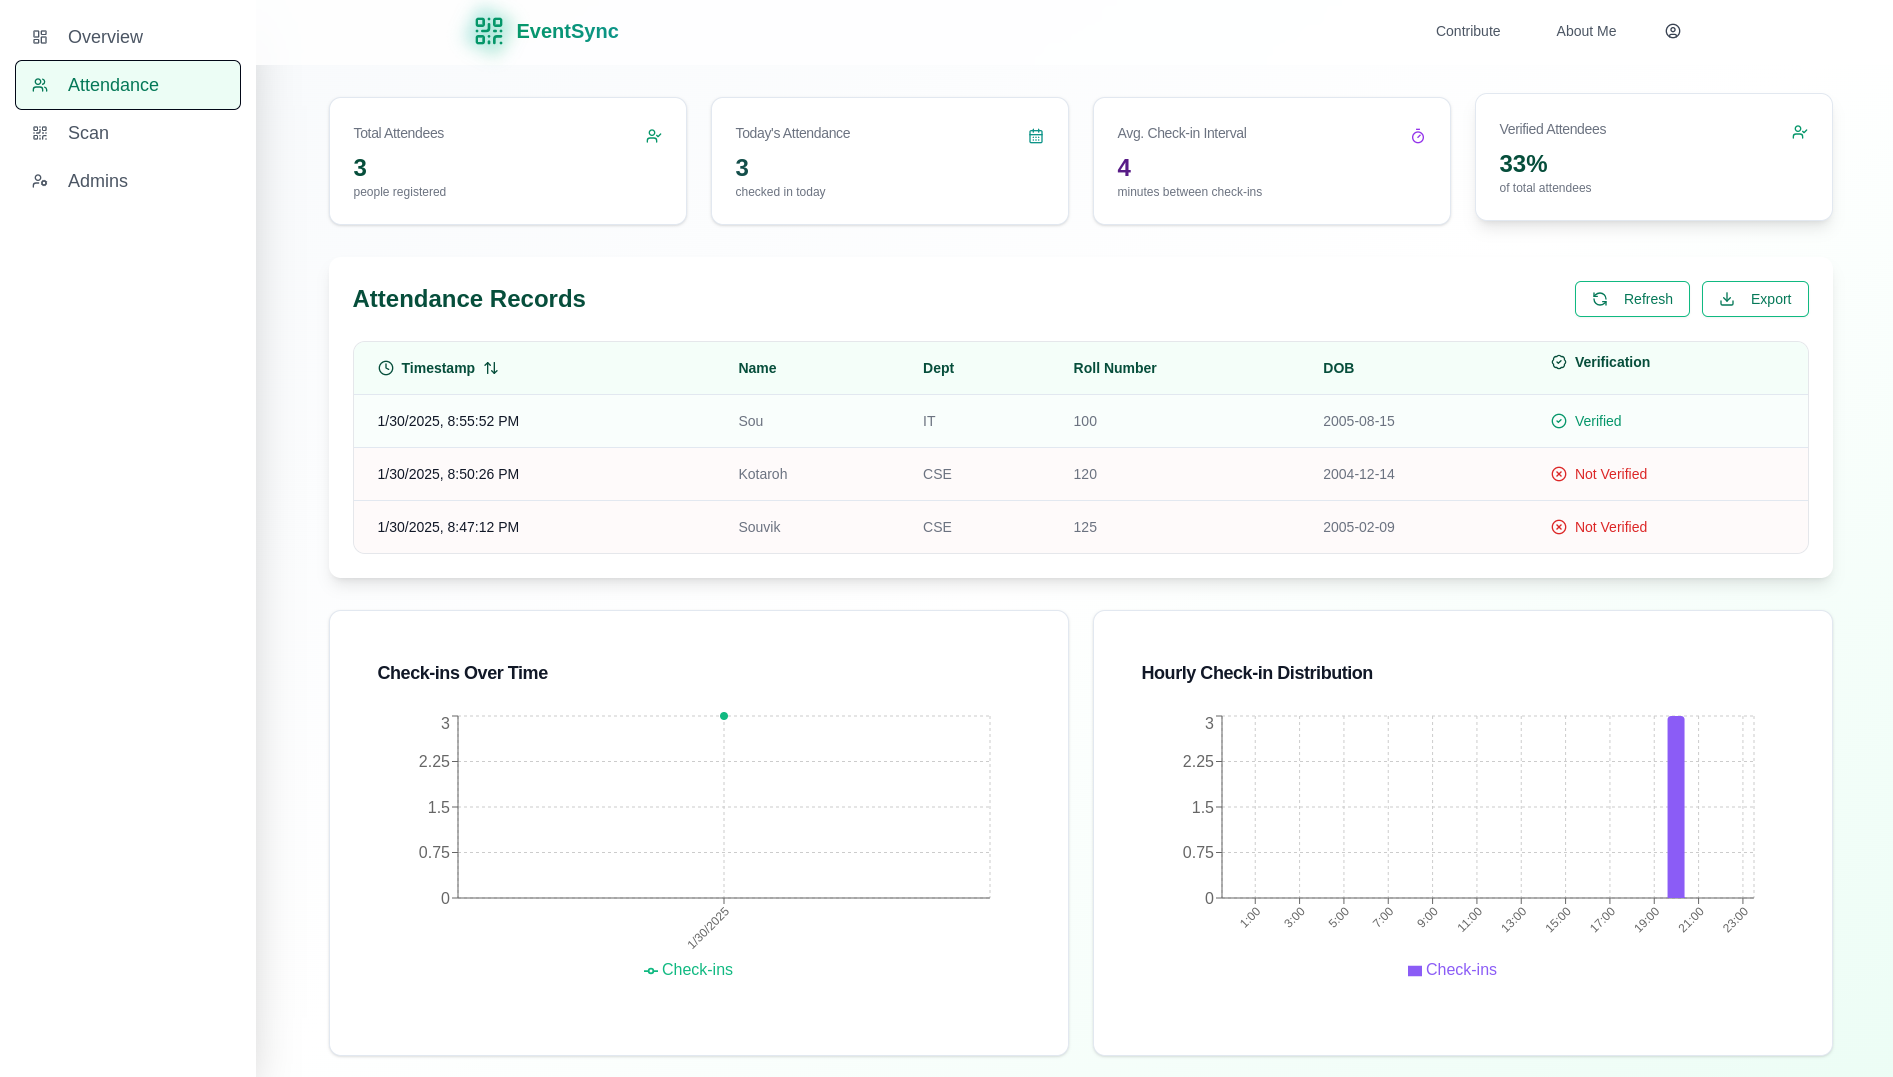 Overview
Attendance
Scan
Admins
EventSync
Contribute
About Me
Total Attendees
3
people registered
Today's Attendance
3
checked in today
Avg. Check-in Interval
4
minutes between check-ins
Verified Attendees
33%
of total attendees
Attendance Records
Refresh
Export
Timestamp Name Dept Roll Number DOB Verification
1/30/2025, 8:55:52 PM Sou IT 100 2005-08-15 Verified
1/30/2025, 8:50:26 PM Kotaroh CSE 120 2004-12-14 Not Verified
1/30/2025, 8:47:12 PM Souvik CSE 125 2005-02-09 Not Verified
Check-ins Over Time
3
2.25
1.5
0.75
0
1/30/2025
Check-ins
Hourly Check-in Distribution
3
2.25
1.5
0.75
0
1:00 3:00 5:00 7:00 9:00 11:00 13:00 15:00 17:00 19:00 21:00 23:00
Check-ins